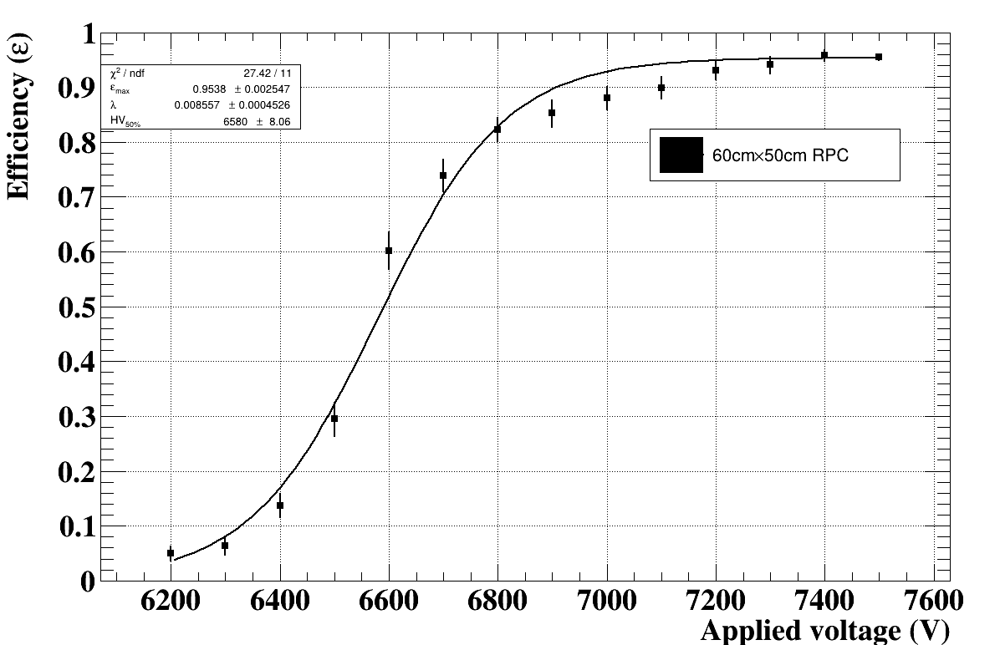 Efficiency (ε)
1
χ² / ndf 27.42 / 11
εmax 0.9538 ± 0.002547
λ 0.008557 ± 0.0004526
HV50% 6580 ± 8.06
0.9
0.8
60cm×50cm RPC
0.7
0.6
0.5
0.4
0.3
0.2
0.1
0
6200 6400 6600 6800 7000 7200 7400 7600
Applied voltage (V)